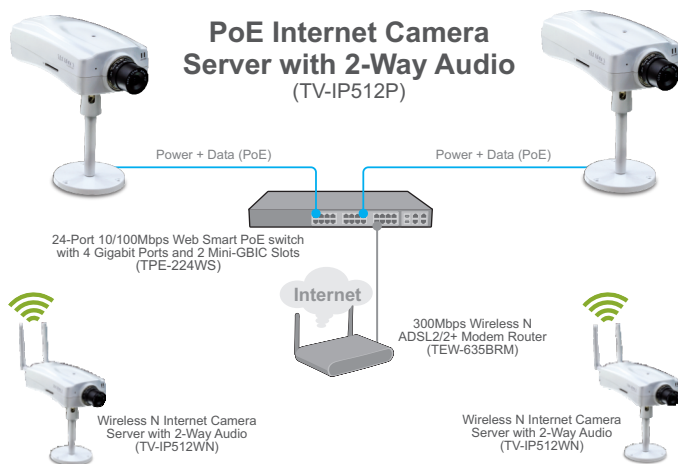 PoE Internet Camera
Server with 2-Way Audio
(TV-IP512P)
Power + Data (PoE)
Power + Data (PoE)
24-Port 10/100Mbps Web Smart PoE switch
with 4 Gigabit Ports and 2 Mini-GBIC Slots
(TPE-224WS)
Internet
300Mbps Wireless N
ADSL2/2+ Modem Router
(TEW-635BRM)
Wireless N Internet Camera
Server with 2-Way Audio
(TV-IP512WN)
Wireless N Internet Camera
Server with 2-Way Audio
(TV-IP512WN)